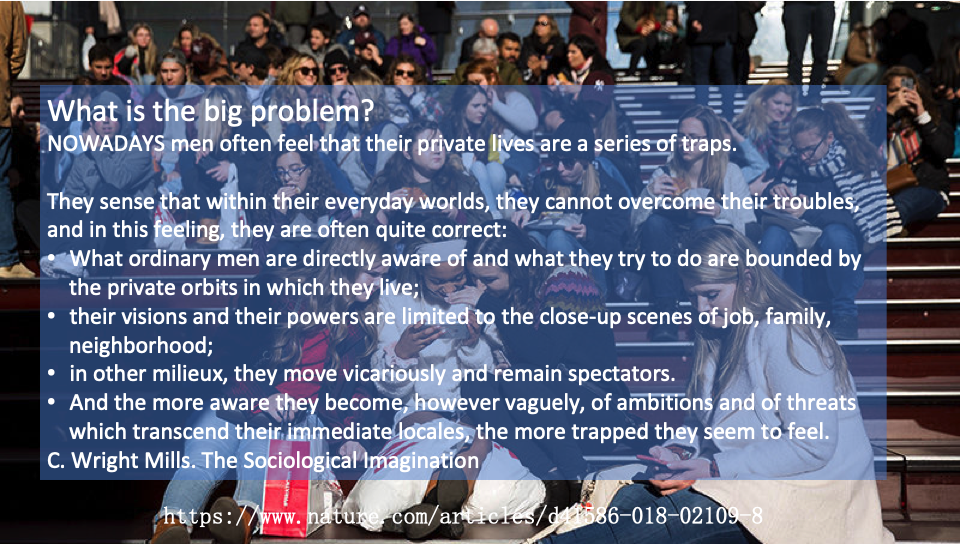 What is the big problem?
NOWADAYS men often feel that their private lives are a series of traps.
They sense that within their everyday worlds, they cannot overcome their troubles,
and in this feeling, they are often quite correct:
• What ordinary men are directly aware of and what they try to do are bounded by
the private orbits in which they live;
• their visions and their powers are limited to the close-up scenes of job, family,
neighborhood;
• in other milieux, they move vicariously and remain spectators.
• And the more aware they become, however vaguely, of ambitions and of threats
which transcend their immediate locales, the more trapped they seem to feel.
C. Wright Mills. The Sociological Imagination
https://www.nature.com/articles/d41586-018-02109-8